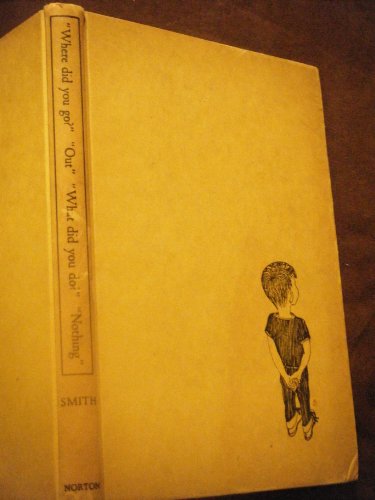 "Where did you go?" "Out" "What did you do?" "Nothing"
SMITH
NORTON